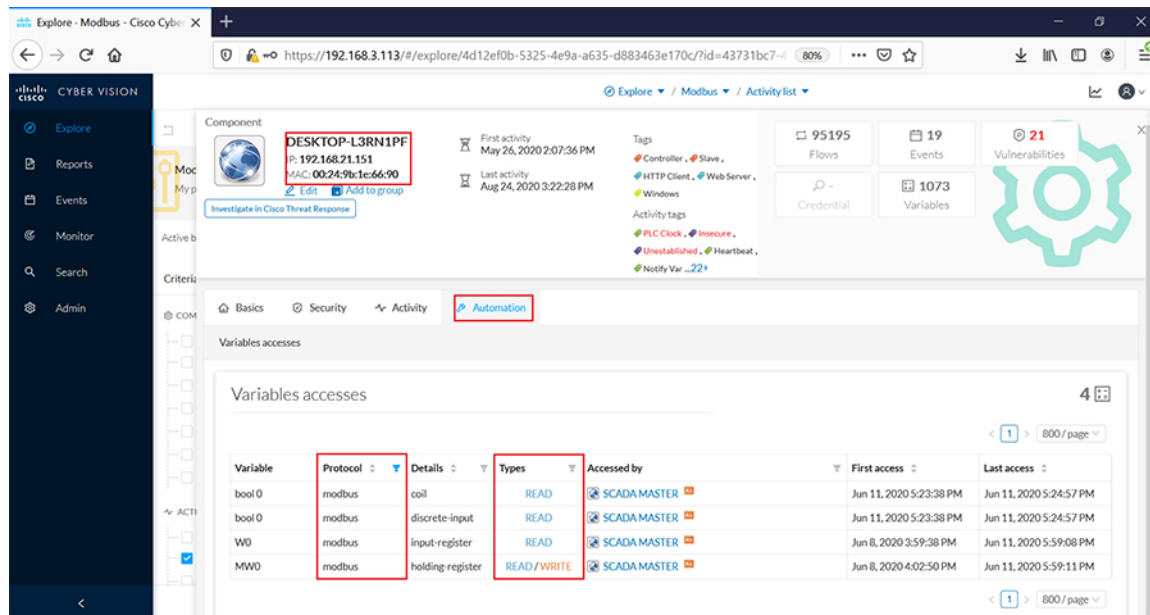 Explore · Modbus - Cisco Cyber
https://192.168.3.113/#/explore/4d12ef0b-5325-4e9a-a635-d883463e170c/?id=43731bc7-4
80%
CISCO CYBER VISION
Explore / Modbus / Activity list
Explore
Reports
Events
Monitor
Search
Admin
Mod
My p
Active b
Criteria
COM
ACTI
Component
DESKTOP-L3RN1PF
IP: 192.168.21.151
MAC: 00:24:9b:1e:66:90
Edit Add to group
Investigate in Cisco Threat Response
First activity
May 26, 2020 2:07:36 PM
Last activity
Aug 24, 2020 3:22:28 PM
Tags
Controller , Slave ,
HTTP Client , Web Server ,
Windows
Activity tags
PLC Clock , Insecure ,
Unestablished , Heartbeat ,
Notify Var ...22+
95195
Flows
19
Events
21
Vulnerabilities
-
Credential
1073
Variables
Basics Security Activity Automation
Variables accesses
Variables accesses 4
< 1 > 800 / page
Variable Protocol Details Types Accessed by First access Last access
bool 0 modbus coil READ SCADA MASTER Jun 11, 2020 5:23:38 PM Jun 11, 2020 5:24:57 PM
bool 0 modbus discrete-input READ SCADA MASTER Jun 11, 2020 5:23:38 PM Jun 11, 2020 5:24:57 PM
W0 modbus input-register READ SCADA MASTER Jun 8, 2020 3:59:38 PM Jun 11, 2020 5:59:08 PM
MW0 modbus holding-register READ / WRITE SCADA MASTER Jun 8, 2020 4:02:50 PM Jun 11, 2020 5:59:11 PM
< 1 > 800 / page